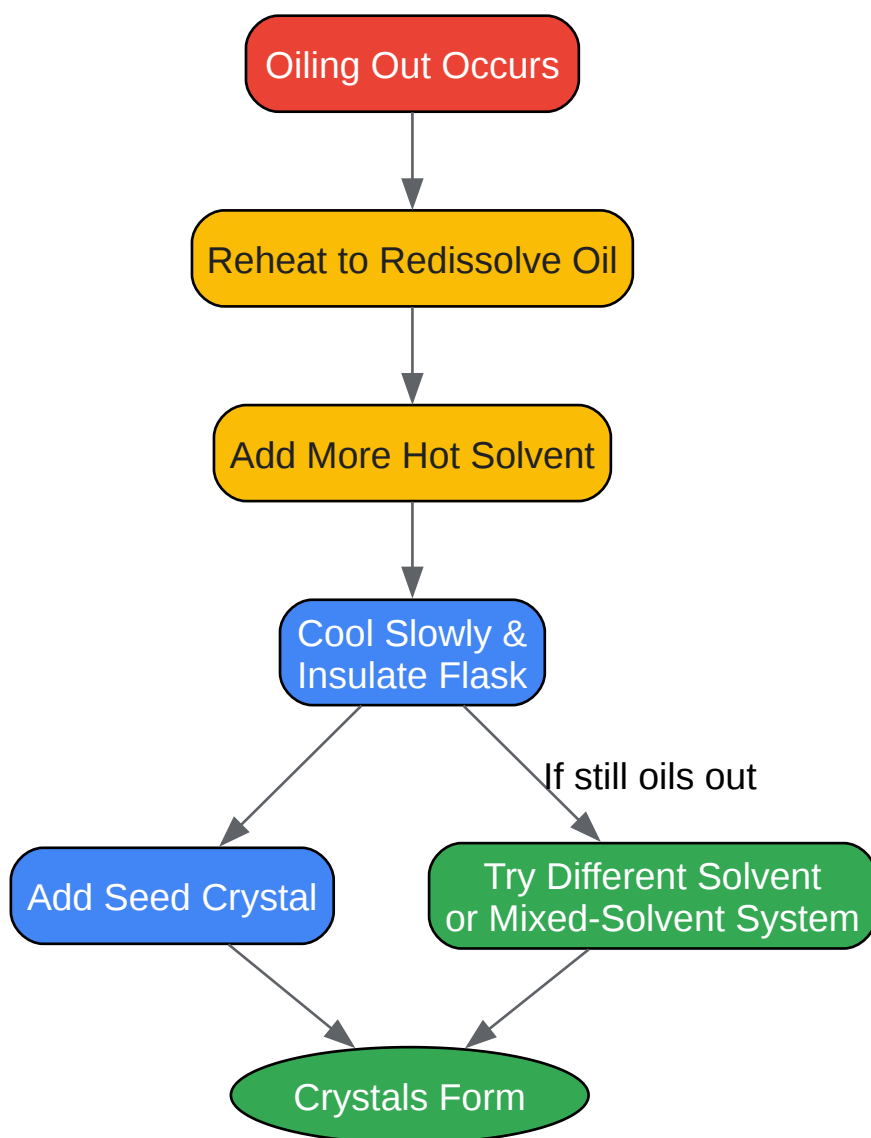 Oiling Out Occurs
Reheat to Redissolve Oil
Add More Hot Solvent
Cool Slowly &
Insulate Flask
If still oils out
Add Seed Crystal
Try Different Solvent
or Mixed-Solvent System
Crystals Form